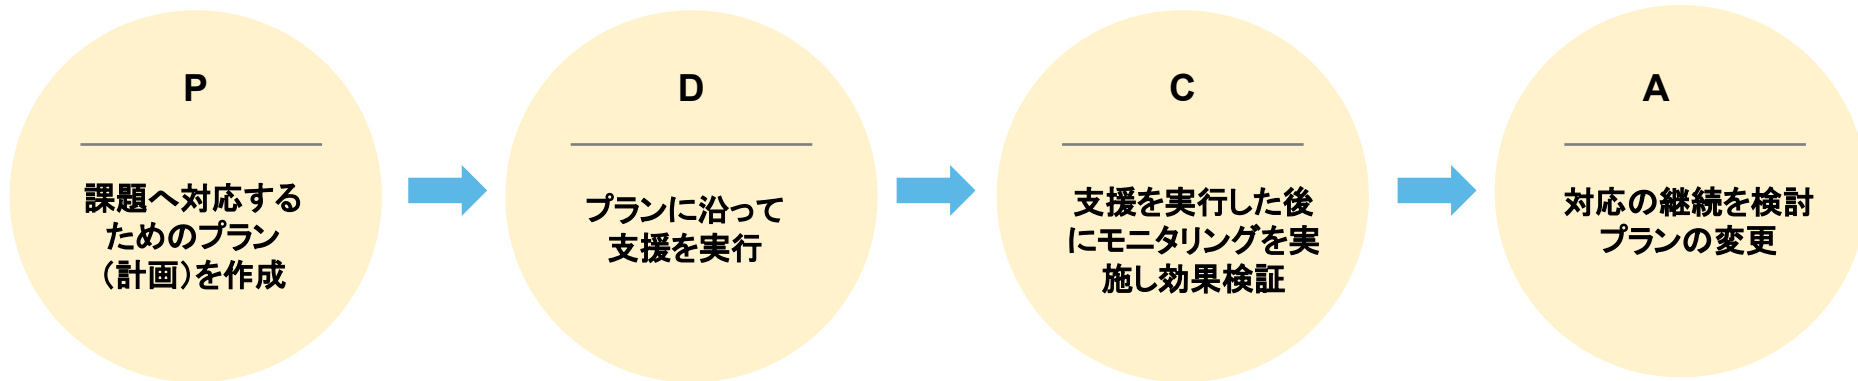 P
課題へ対応する
ためのプラン
（計画）を作成
D
プランに沿って
支援を実行
C
支援を実行した後
にモニタリングを実
施し効果検証
A
対応の継続を検討
プランの変更